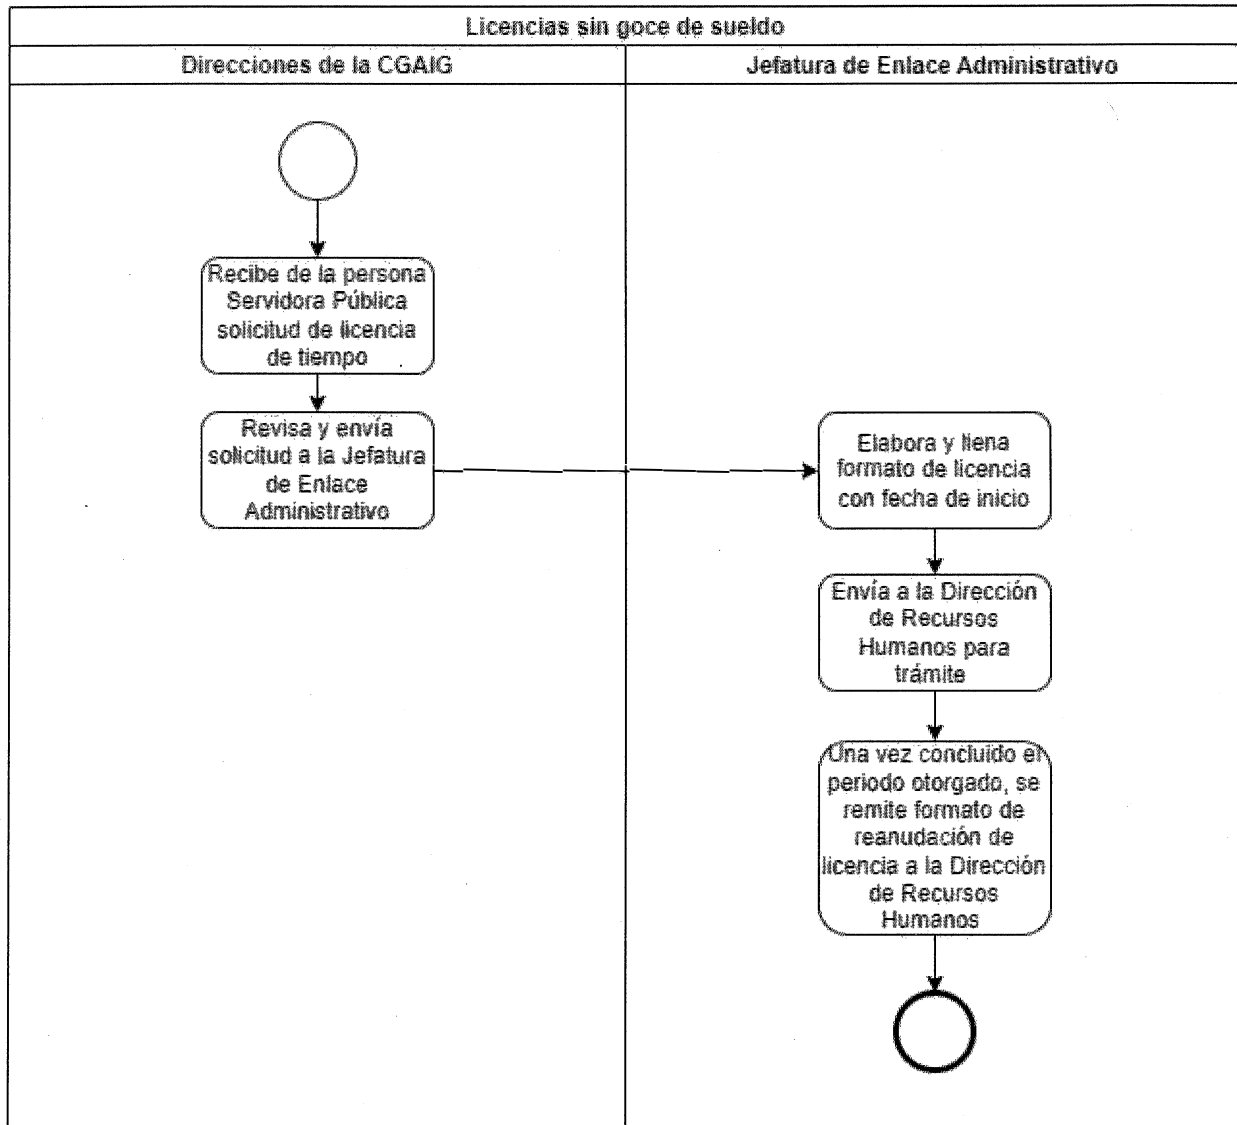 Licencias sin goce de sueldo
Direcciones de la CGAIG
Jefatura de Enlace Administrativo
Recibe de la persona
Servidora Pública
solicitud de licencia
de tiempo
Revisa y envía
solicitud a la Jefatura
de Enlace
Administrativo
Elabora y llena
formato de licencia
con fecha de inicio
Envía a la Dirección
de Recursos
Humanos para
trámite
Una vez concluido el
periodo otorgado, se
remite formato de
reanudación de
licencia a la Dirección
de Recursos
Humanos